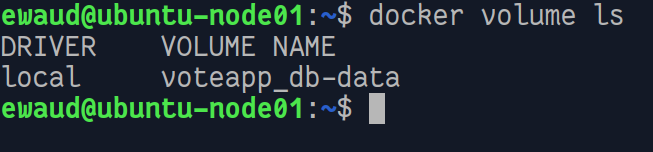 ewaud@ubuntu-node01:~$ docker volume ls
DRIVER    VOLUME NAME
local     voteapp_db-data
ewaud@ubuntu-node01:~$